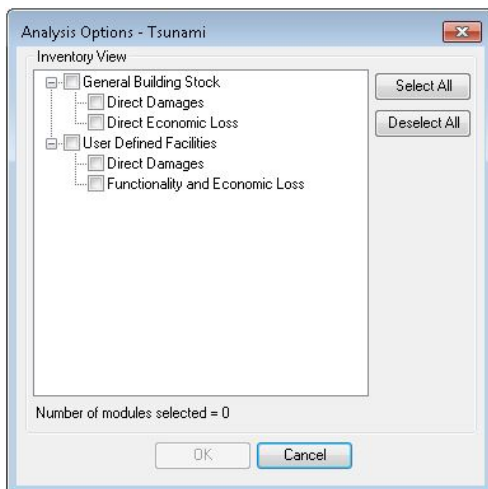 Analysis Options - Tsunami
Inventory View
General Building Stock
Direct Damages
Direct Economic Loss
User Defined Facilities
Direct Damages
Functionality and Economic Loss
Select All
Deselect All
Number of modules selected = 0
OK
Cancel